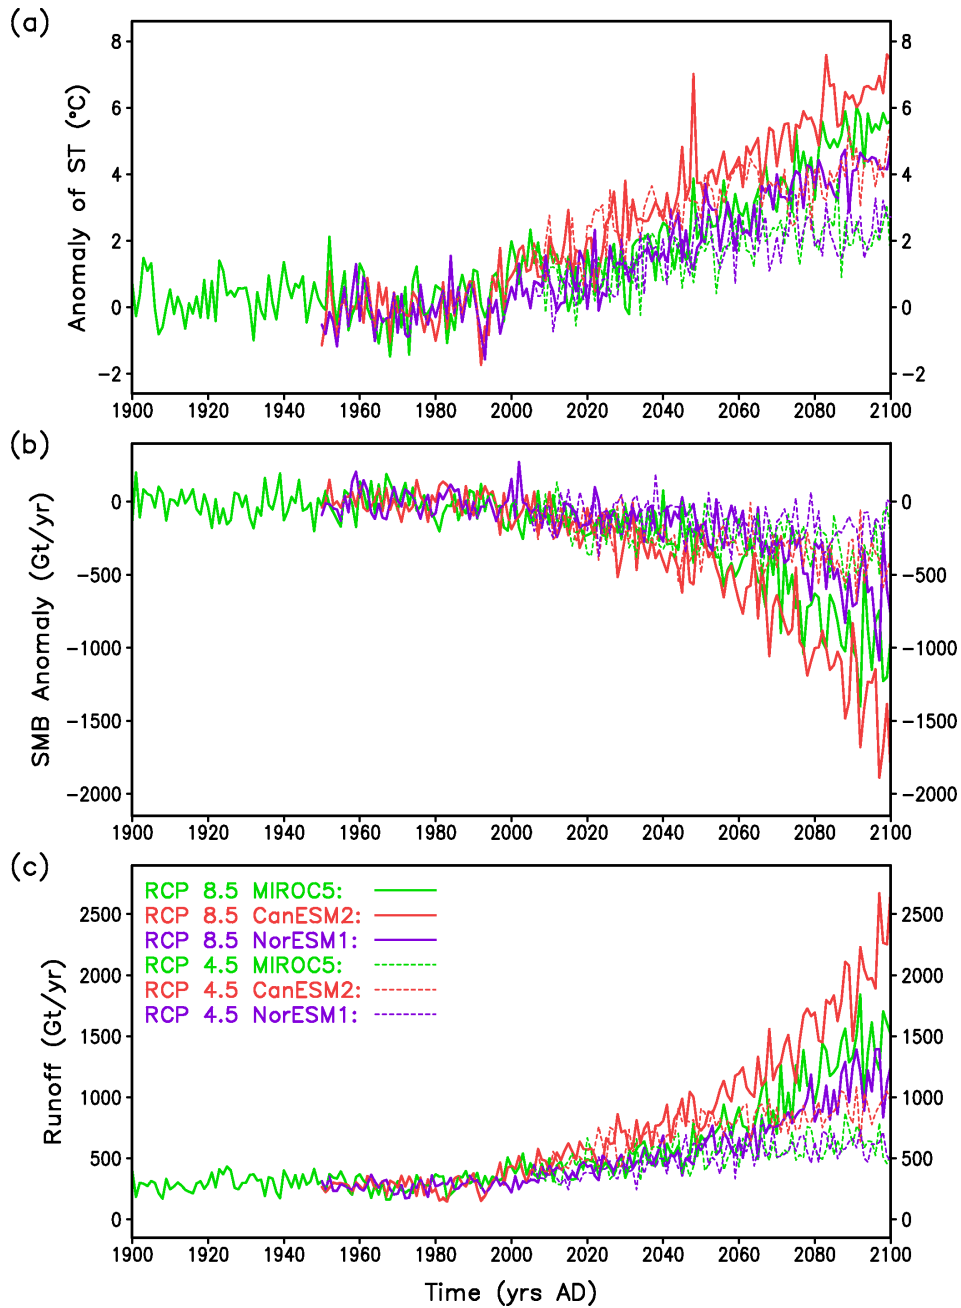 (a)
8 8
6 6
4 4
2 2
0 0
−2 −2
Anomaly of ST (°C)
1900 1920 1940 1960 1980 2000 2020 2040 2060 2080 2100
(b)
0 0
−500 −500
−1000 −1000
−1500 −1500
−2000 −2000
SMB Anomaly (Gt/yr)
1900 1920 1940 1960 1980 2000 2020 2040 2060 2080 2100
(c)
RCP 8.5 MIROC5:
RCP 8.5 CanESM2:
RCP 8.5 NorESM1:
RCP 4.5 MIROC5:
RCP 4.5 CanESM2:
RCP 4.5 NorESM1:
2500 2500
2000 2000
1500 1500
1000 1000
500 500
0 0
Runoff (Gt/yr)
1900 1920 1940 1960 1980 2000 2020 2040 2060 2080 2100
Time (yrs AD)